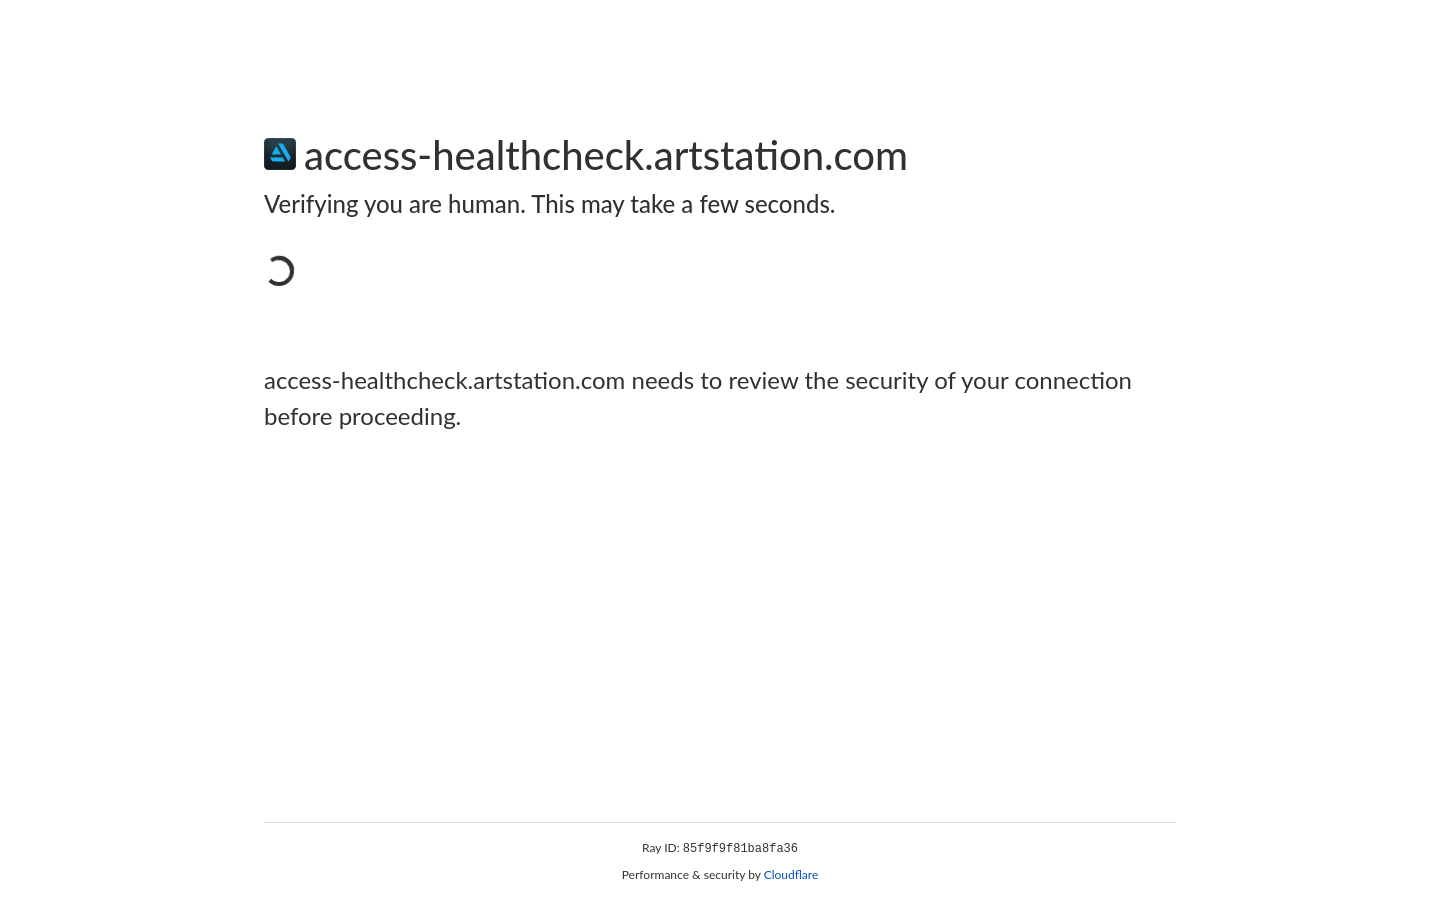 access-healthcheck.artstation.com
Verifying you are human. This may take a few seconds.
access-healthcheck.artstation.com needs to review the security of your connection
before proceeding.
Ray ID: 85f9f9f81ba8fa36
Performance & security by Cloudflare